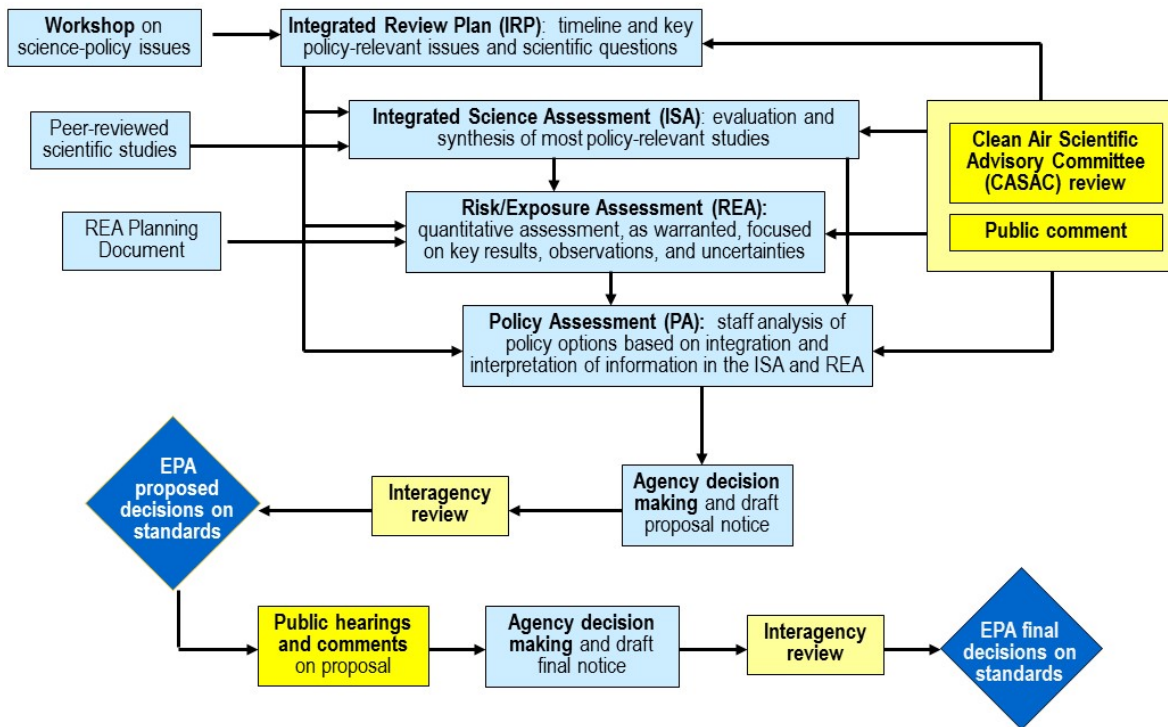 Workshop on
science-policy issues
Integrated Review Plan (IRP): timeline and key
policy-relevant issues and scientific questions
Peer-reviewed
scientific studies
Integrated Science Assessment (ISA): evaluation and
synthesis of most policy-relevant studies
Clean Air Scientific
Advisory Committee
(CASAC) review
Public comment
REA Planning
Document
Risk/Exposure Assessment (REA):
quantitative assessment, as warranted, focused
on key results, observations, and uncertainties
Policy Assessment (PA): staff analysis of
policy options based on integration and
interpretation of information in the ISA and REA
Agency decision
making and draft
proposal notice
Interagency
review
EPA
proposed
decisions on
standards
Public hearings
and comments
on proposal
Agency decision
making and draft
final notice
Interagency
review
EPA final
decisions on
standards